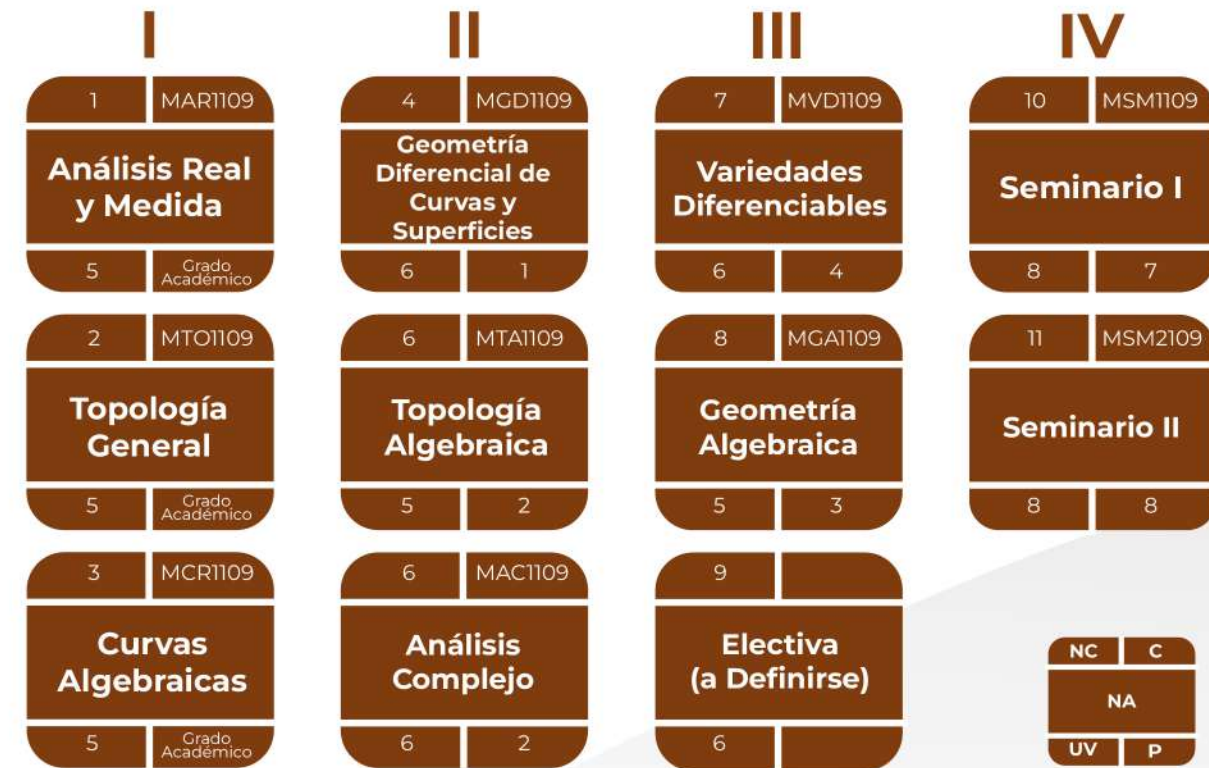 I II III IV
1 MAR1109
Análisis Real
y Medida
5 Grado
Académico
2 MTO1109
Topología
General
5 Grado
Académico
3 MCR1109
Curvas
Algebraicas
5 Grado
Académico
4 MGD1109
Geometría
Diferencial de
Curvas y
Superficies
6 1
6 MTA1109
Topología
Algebraica
5 2
6 MAC1109
Análisis
Complejo
6 2
7 MVD1109
Variedades
Diferenciables
6 4
8 MGA1109
Geometría
Algebraica
5 3
9
Electiva
(a Definirse)
6
10 MSM1109
Seminario I
8 7
11 MSM2109
Seminario II
8 8
NC C
NA
UV P